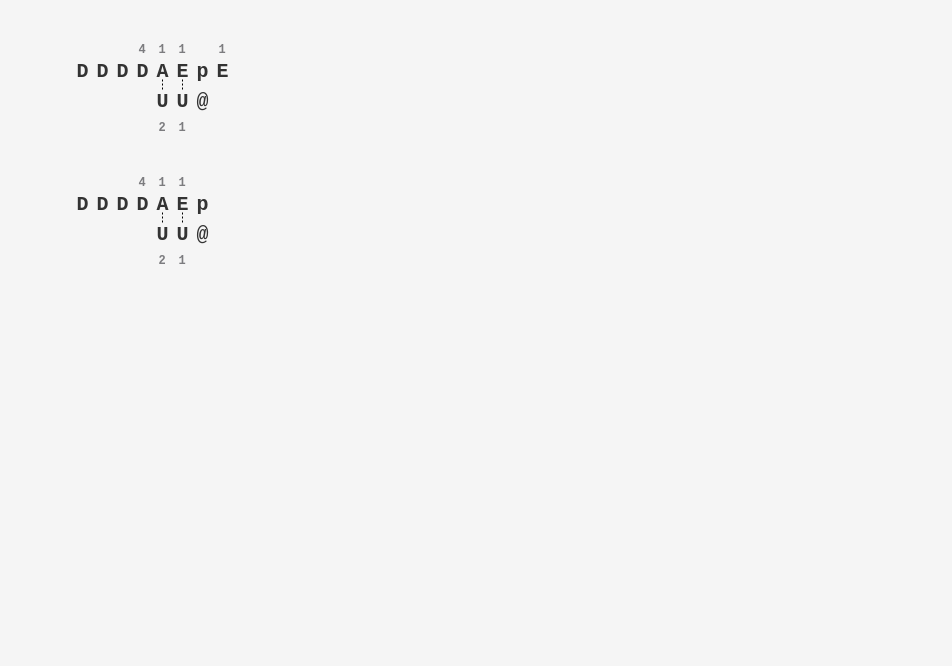 4 1 1 1
D D D D A E p E
U U @
2 1
4 1 1
D D D D A E p
U U @
2 1